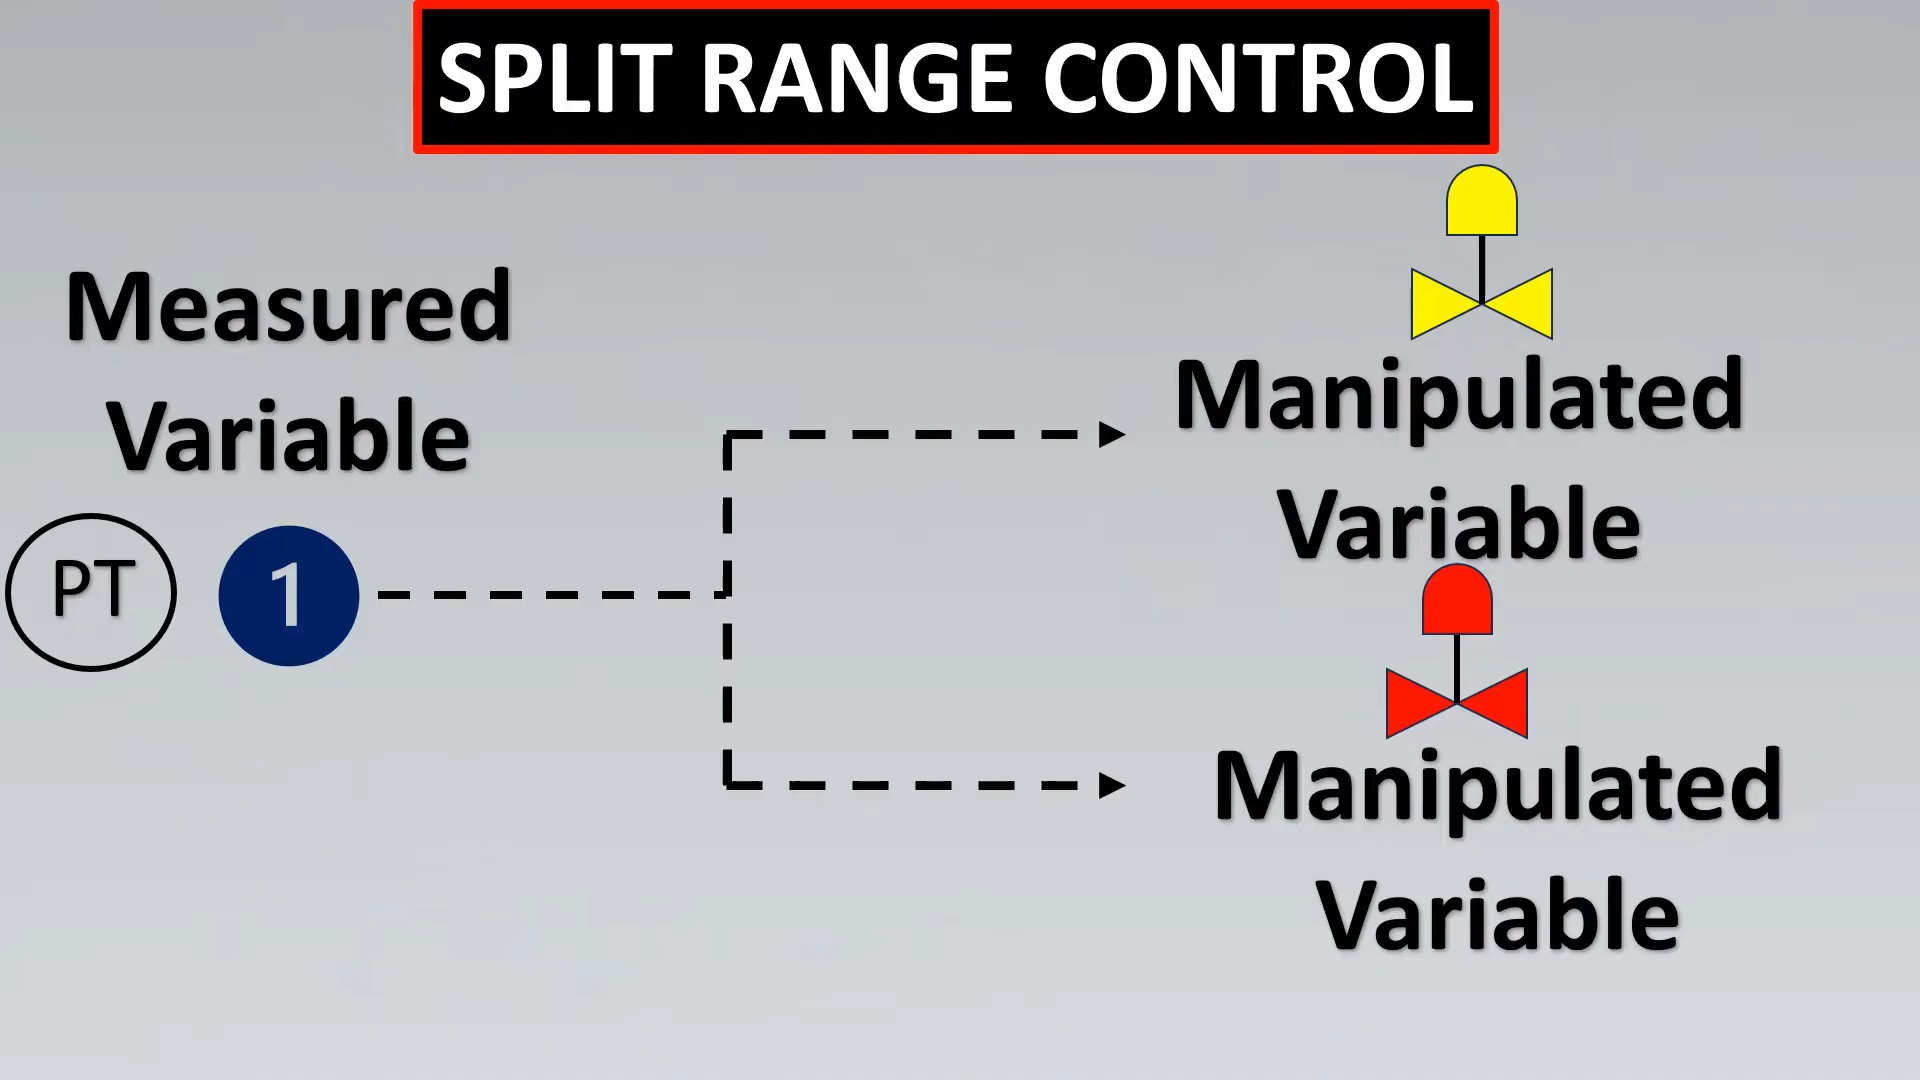 SPLIT RANGE CONTROL
Measured
Variable
PT
1
Manipulated
Variable
Manipulated
Variable